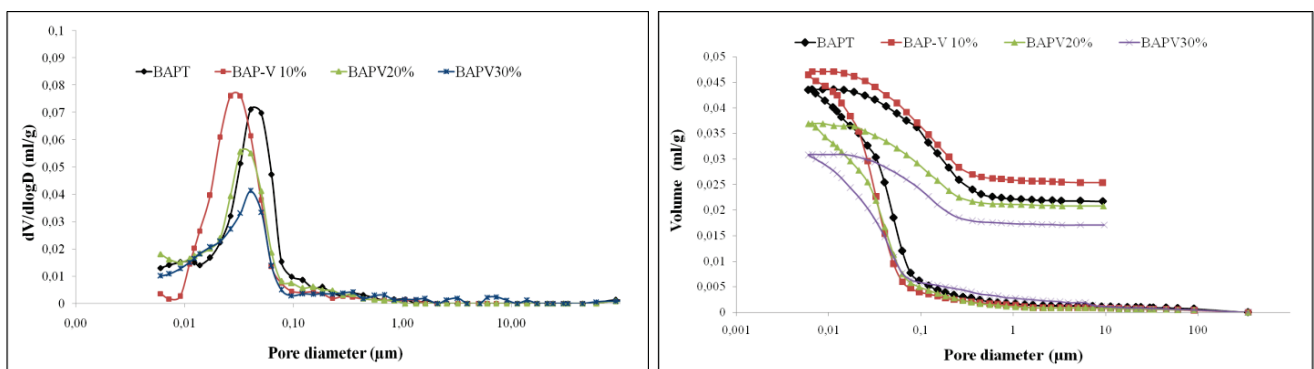 0,1
0,09
0,08
0,07
0,06
0,05
0,04
0,03
0,02
0,01
0
dV/dlogD (ml/g)
BAPT BAP-V 10% BAPV20% BAPV30%
0,00 0,01 0,10 1,00 10,00
Pore diameter (µm)
BAPT BAP-V 10% BAPV20% BAPV30%
0,05
0,045
0,04
0,035
0,03
0,025
0,02
0,015
0,01
0,005
0
Volume (ml/g)
0,001 0,01 0,1 1 10 100
Pore diameter (µm)